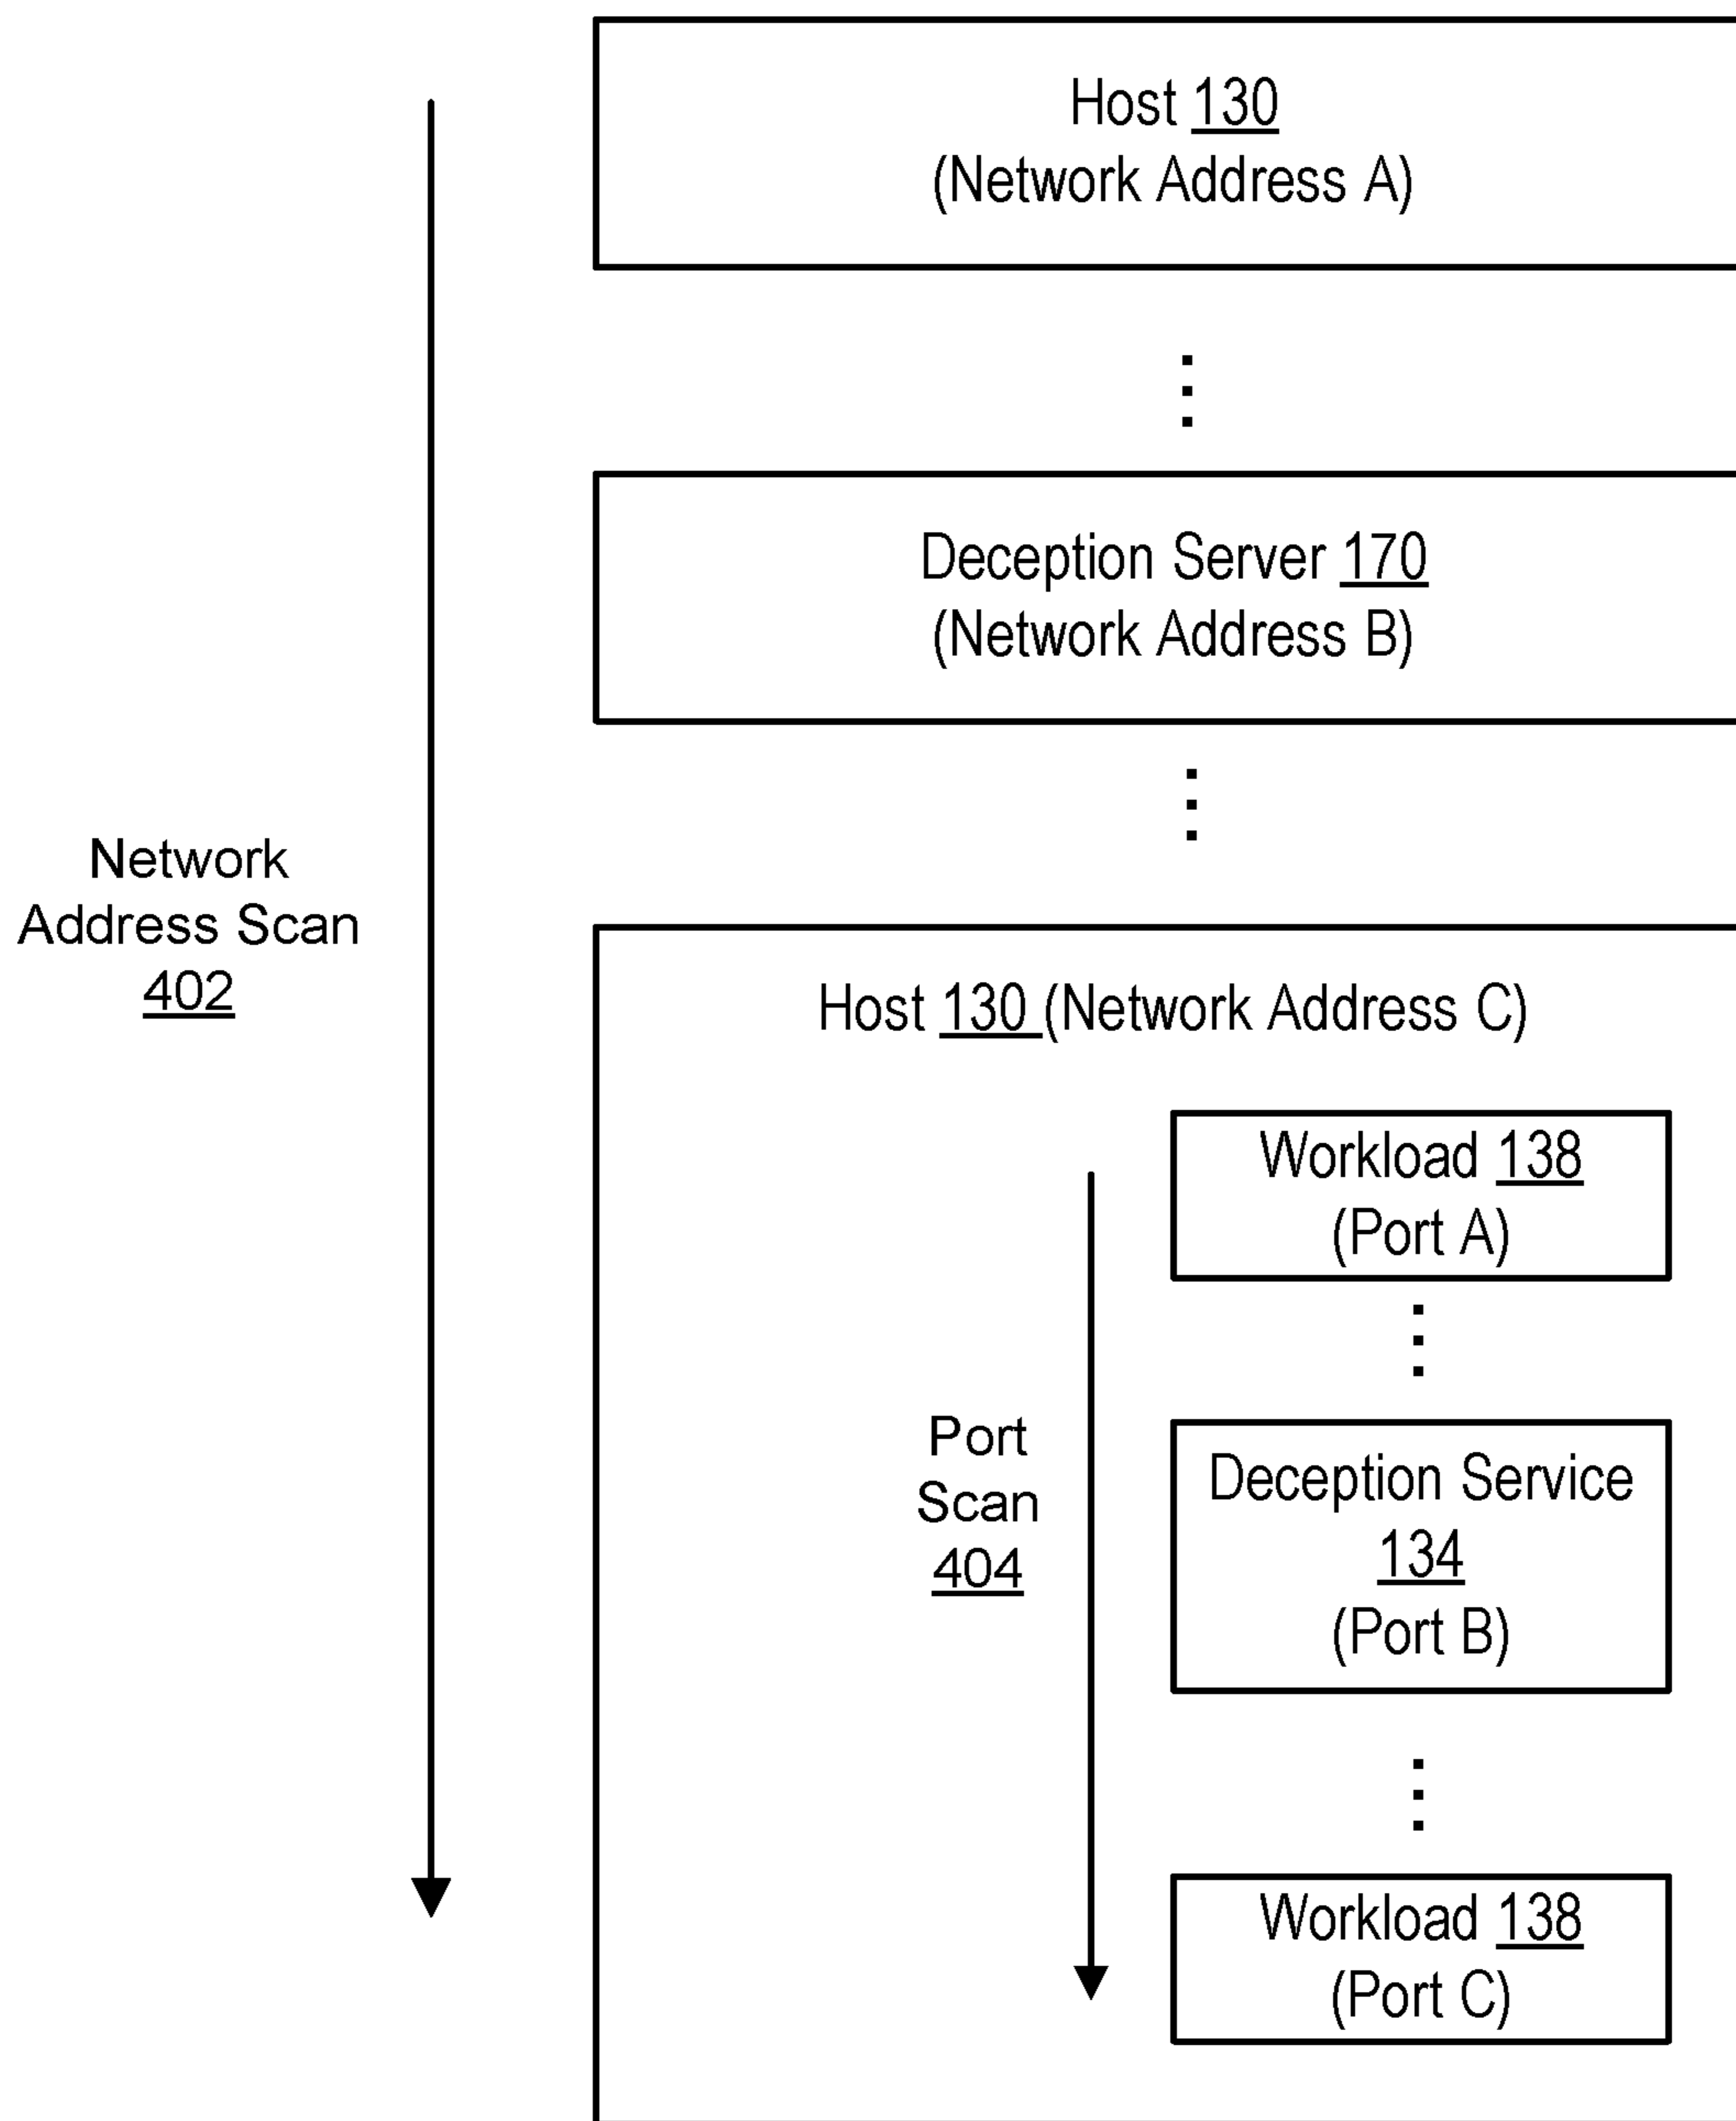 Host 130
(Network Address A)
Deception Server 170
(Network Address B)
Network
Address Scan
402
Host 130 (Network Address C)
Workload 138
(Port A)
Port
Scan
404
Deception Service
134
(Port B)
Workload 138
(Port C)